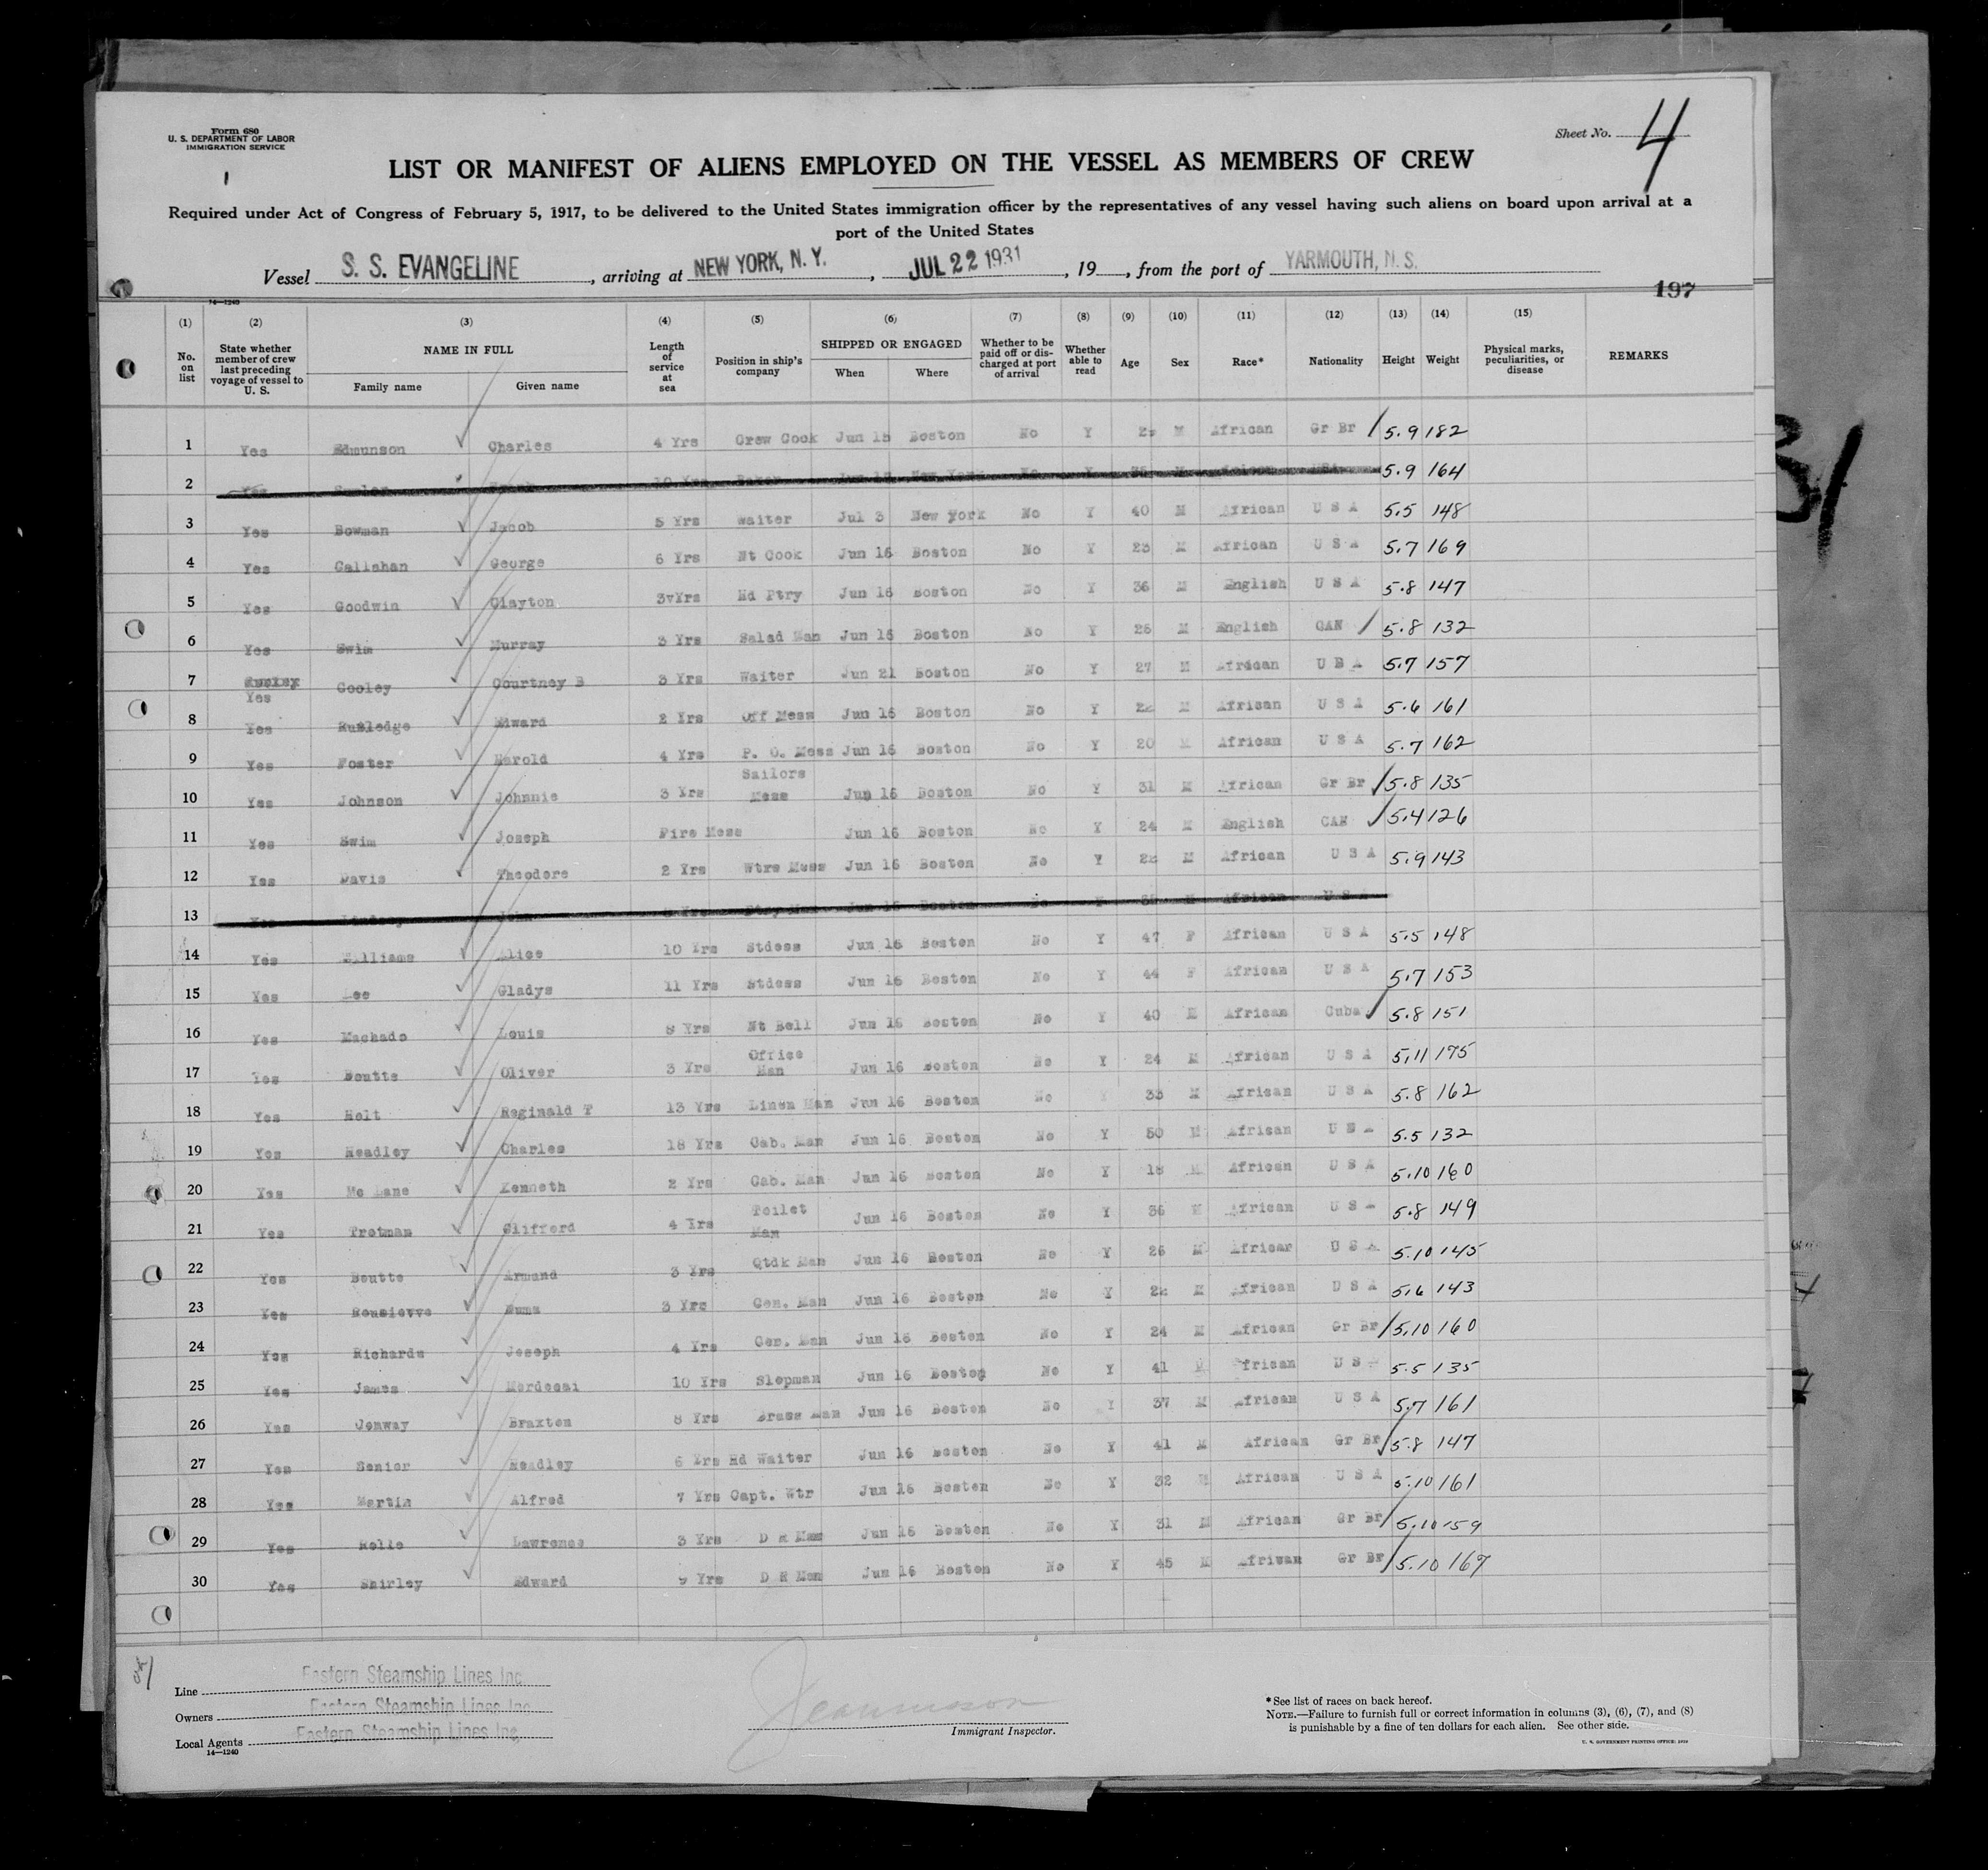 Form 680
U. S. DEPARTMENT OF LABOR
IMMIGRATION SERVICE
Sheet No. 4
LIST OR MANIFEST OF ALIENS EMPLOYED ON THE VESSEL AS MEMBERS OF CREW
Required under Act of Congress of February 5, 1917, to be delivered to the United States immigration officer by the representatives of any vessel having such aliens on board upon arrival at a
port of the United States
Vessel S. S. EVANGELINE, arriving at NEW YORK, N. Y., JUL 22 1931, 19, from the port of YARMOUTH, N. S.
14—1240
197
(1) (2) (3) (4) (5) (6) (7) (8) (9) (10) (11) (12) (13) (14) (15)
No. on list State whether member of crew last preceding voyage of vessel to U. S. NAME IN FULL Family name Given name Length of service at sea Position in ship's company SHIPPED OR ENGAGED When Where Whether to be paid off or discharged at port of arrival Whether able to read Age Sex Race* Nationality Height Weight Physical marks, peculiarities, or disease REMARKS
1 Yes Edmunson Charles 4 Yrs Crew Cook Jun 15 Boston No Y M African Gr Br 5.9 182
2 5.9 164
3 Yes Bowman Jacob 5 Yrs waiter Jul 3 New York No Y 40 M African U S A 5.5 148
4 Yes Callahan George 6 Yrs Nt Cook Jun 16 Boston No Y 23 M African U S A 5.7 169
5 Yes Goodwin Clayton 3vYrs Hd Ptry Jun 16 Boston No Y 36 M English U S A 5.8 147
6 Yes Swim Murray 3 Yrs Salad Man Jun 16 Boston No Y 26 M English CAN 5.8 132
7 Yes Cooley Courtney B 3 Yrs Waiter Jun 21 Boston No Y 27 M African U S A 5.7 157
8 Yes Rutledge Edward 2 Yrs Off Mess Jun 16 Boston No Y M African U S A 5.6 161
9 Yes Foster Harold 4 Yrs P. O. Mess Jun 16 Boston No Y 20 M African U S A 5.7 162
10 Yes Johnson Johnnie 3 Yrs Sailors Mess Jun 16 Boston No Y 31 M African Gr Br 5.8 135
11 Yes Swim Joseph Fire Mess Jun 16 Boston No Y 24 M English CAN 5.4 126
12 Yes Davis Theodore 2 Yrs Wtrs Mess Jun 16 Boston No Y M African U S A 5.9 143
13 Yes Lindsay John Jun 16 Boston Y M African U S A
14 Yes Williams Alice 10 Yrs Stdess Jun 16 Boston No Y 47 F African U S A 5.5 148
15 Yes Lee Gladys 11 Yrs Stdess Jun 16 Boston No Y 44 F African U S A 5.7 153
16 Yes Machado Louis 8 Yrs Nt Bell Jun 16 Boston No Y 40 M African Cuba 5.8 151
17 Yes Boutte Oliver 3 Yrs Office Man Jun 16 Boston No Y 24 M African U S A 5.11 175
18 Yes Holt Reginald T 13 Yrs Linen Man Jun 16 Boston No 33 M African U S A 5.8 162
19 Yes Headley Charles 18 Yrs Cab. Man Jun 16 Boston No Y 50 M African U S A 5.5 132
20 Yes Mc Lane Kenneth 2 Yrs Cab. Man Jun 16 Boston No Y 18 M African U S A 5.10 160
21 Yes Trotman Clifford 4 Yrs Toilet Man Jun 16 Boston No Y 36 M African U S A 5.8 149
22 Yes Boutte Armand 3 Yrs Qtdk Man Jun 16 Boston No Y 26 M African U S A 5.10 145
23 Yes Numa 3 Yrs Gen. Man Jun 16 Boston No Y M African U S A 5.6 143
24 Yes Richards Joseph 4 Yrs Gen. Man Jun 16 Boston No Y 24 M African Gr Br 5.10 160
25 Yes James Mordecai 10 Yrs Slopman Jun 16 Boston No Y 41 M African U S A 5.5 135
26 Yes Conway Braxton 8 Yrs Brass Man Jun 16 Boston No Y 37 M African U S A 5.7 161
27 Yes Senior Headley 6 Yrs Hd Waiter Jun 16 Boston No Y 41 M African Gr Br 5.8 147
28 Yes Martin Alfred 7 Yrs Capt. Wtr Jun 16 Boston No Y 32 M African U S A 5.10 161
29 Yes Rolle Lawrence 3 Yrs D R Man Jun 16 Boston No Y 31 M African Gr Br 5.10 159
30 Yes Shirley Edward 9 Yrs D R Man Jun 16 Boston No Y 45 M African Gr Br 5.10 167
Line Eastern Steamship Lines Inc
Owners Eastern Steamship Lines Inc
Local Agents Eastern Steamship Lines Inc,
14—1240
Immigrant Inspector.
*See list of races on back hereof.
NOTE.—Failure to furnish full or correct information in columns (3), (6), (7), and (8)
is punishable by a fine of ten dollars for each alien. See other side.